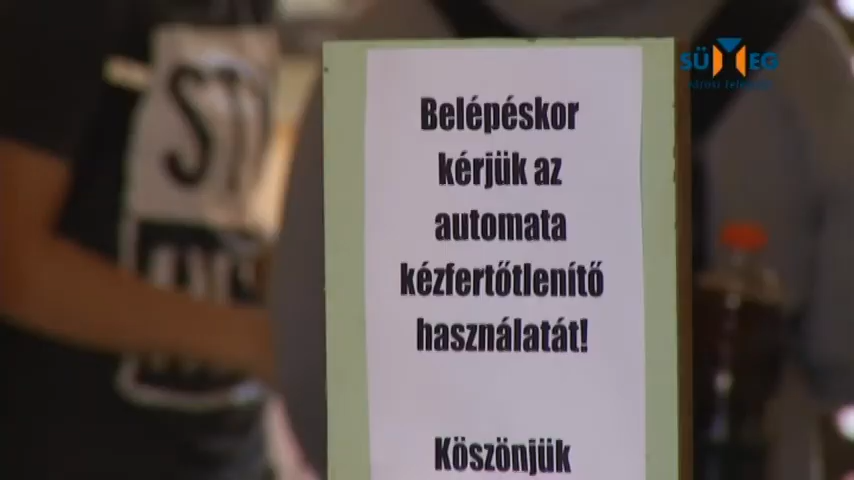 SÜMEG
Belépéskor
kérjük az
automata
kézfertőtlenítő
használatát!
Köszönjük